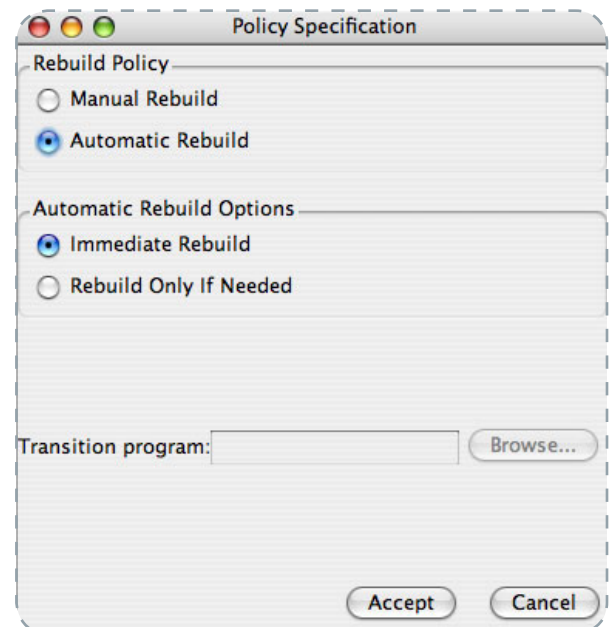 Policy Specification
Rebuild Policy
Manual Rebuild
Automatic Rebuild
Automatic Rebuild Options
Immediate Rebuild
Rebuild Only If Needed
Transition program:
Browse...
Accept
Cancel